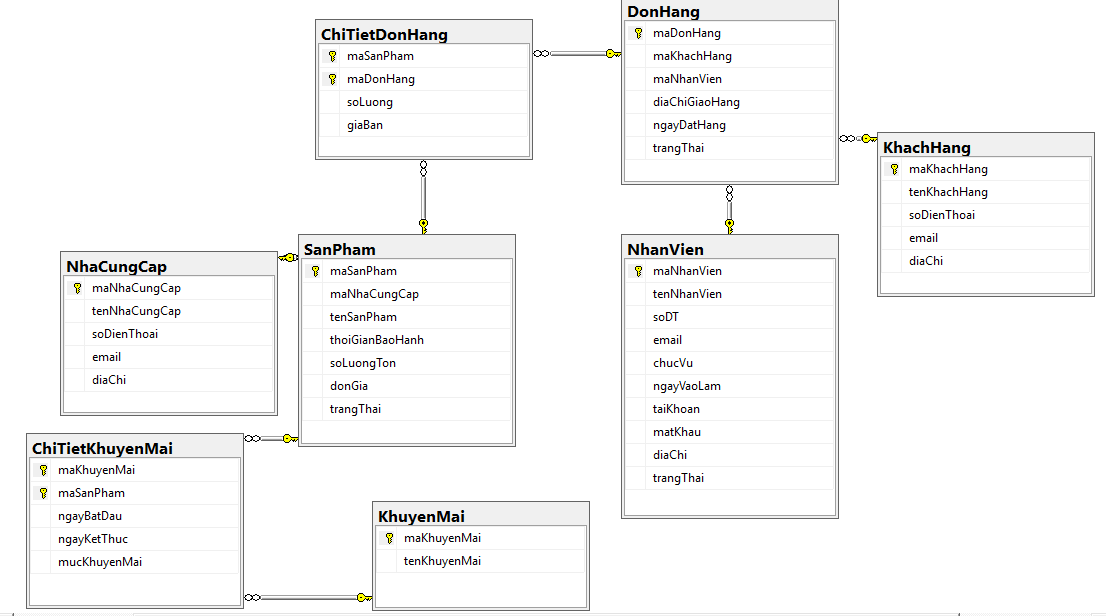 ChiTietDonHang
maSanPham
maDonHang
soLuong
giaBan
DonHang
maDonHang
maKhachHang
maNhanVien
diaChiGiaoHang
ngayDatHang
trangThai
KhachHang
maKhachHang
tenKhachHang
soDienThoai
email
diaChi
NhaCungCap
maNhaCungCap
tenNhaCungCap
soDienThoai
email
diaChi
SanPham
maSanPham
maNhaCungCap
tenSanPham
thoiGianBaoHanh
soLuongTon
donGia
trangThai
NhanVien
maNhanVien
tenNhanVien
soDT
email
chucVu
ngayVaoLam
taiKhoan
matKhau
diaChi
trangThai
ChiTietKhuyenMai
maKhuyenMai
maSanPham
ngayBatDau
ngayKetThuc
mucKhuyenMai
KhuyenMai
maKhuyenMai
tenKhuyenMai